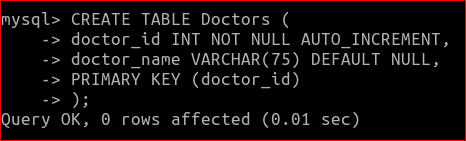 mysql> CREATE TABLE Doctors (
    -> doctor_id INT NOT NULL AUTO_INCREMENT,
    -> doctor_name VARCHAR(75) DEFAULT NULL,
    -> PRIMARY KEY (doctor_id)
    -> );
Query OK, 0 rows affected (0.01 sec)